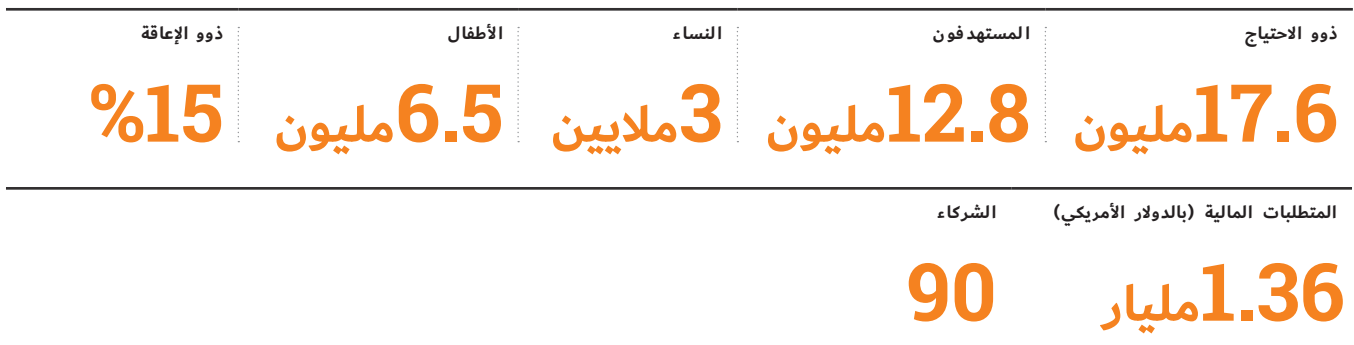 ذوو الاحتياج المستهدفون النساء الأطفال ذوو الإعاقة
17.6مليون 12.8مليون 3ملايين 6.5مليون 15%
المتطلبات المالية (بالدولار الأمريكي) الشركاء
1.36مليار 90